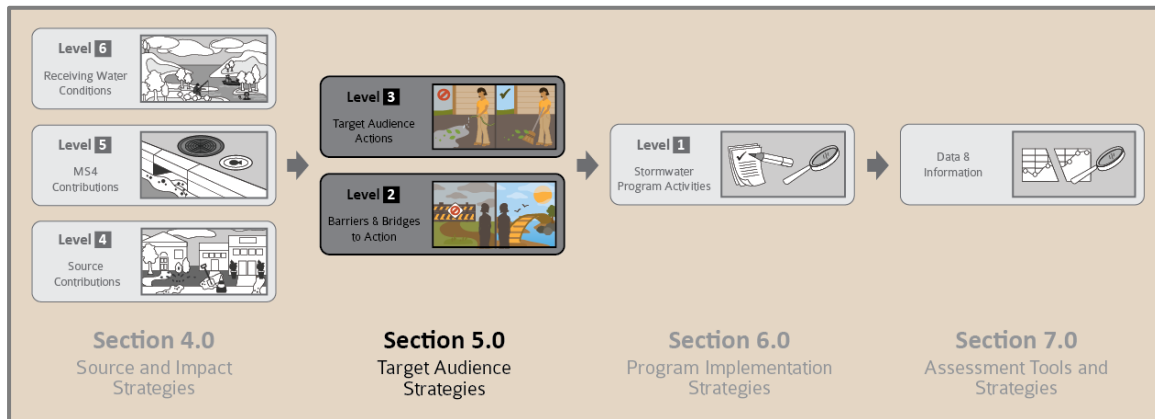 Level 6
Receiving Water
Conditions
Level 5
MS4
Contributions
Level 4
Source
Contributions
Section 4.0
Source and Impact
Strategies
Level 3
Target Audience
Actions
Level 2
Barriers & Bridges
to Action
Section 5.0
Target Audience
Strategies
Level 1
Stormwater
Program Activities
Section 6.0
Program Implementation
Strategies
Data &
Information
Section 7.0
Assessment Tools and
Strategies